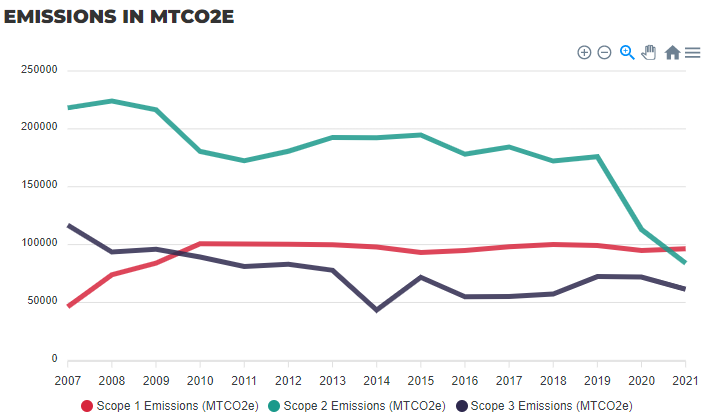 EMISSIONS IN MTCO2E
250000
200000
150000
100000
50000
0
2007 2008 2009 2010 2011 2012 2013 2014 2015 2016 2017 2018 2019 2020 2021
Scope 1 Emissions (MTCO2e) Scope 2 Emissions (MTCO2e) Scope 3 Emissions (MTCO2e)